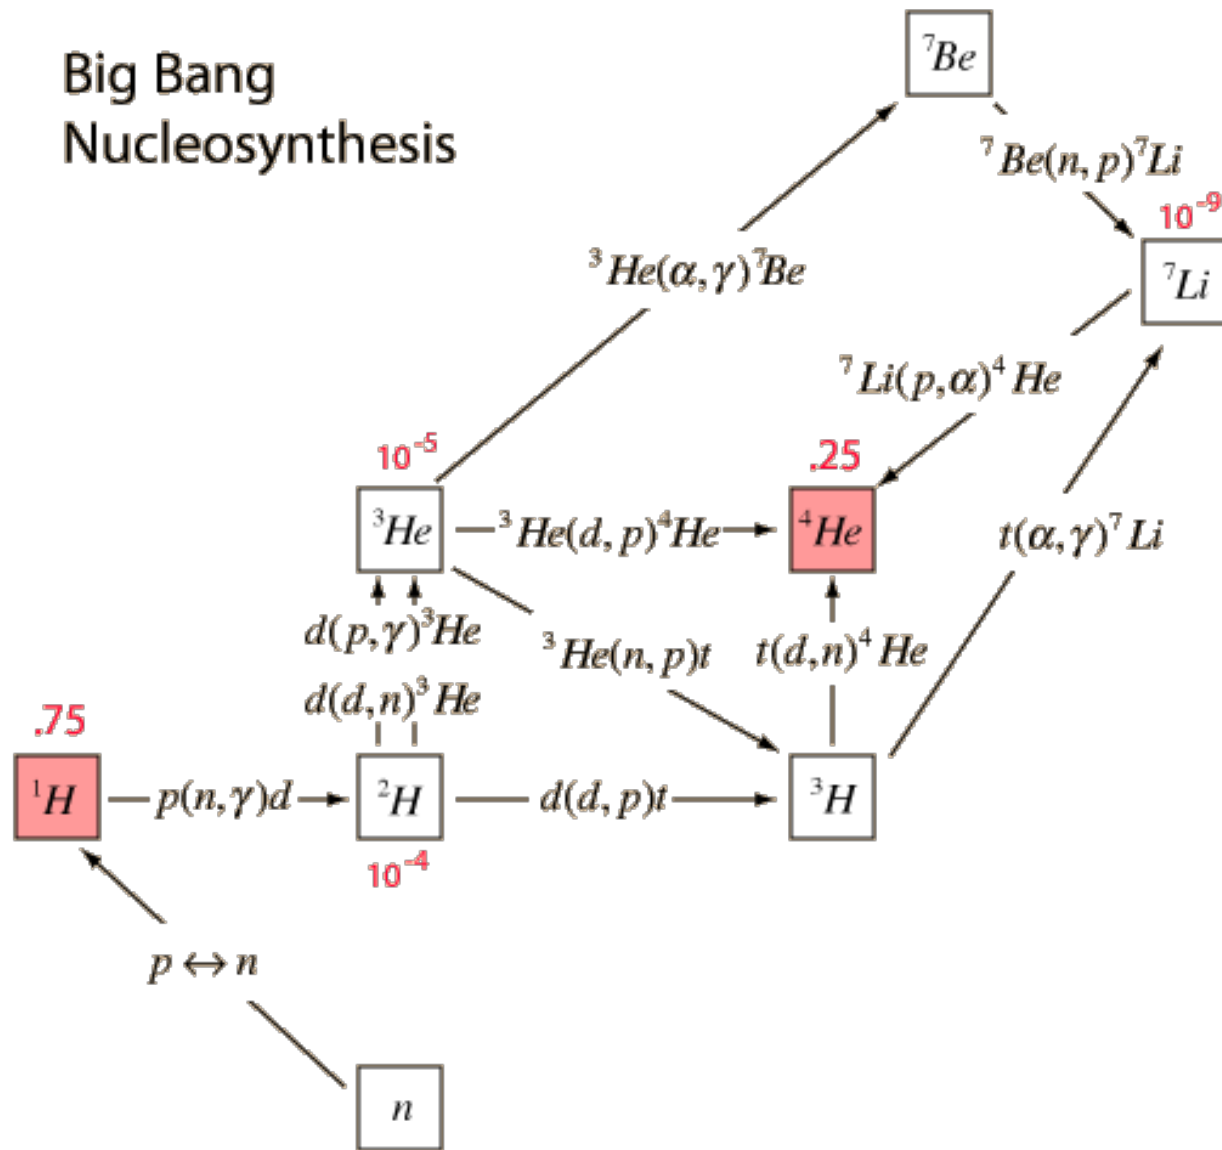 Big Bang
Nucleosynthesis
⁷Be
⁷Be(n, p)⁷Li
10⁻⁹
⁷Li
³He(α, γ)⁷Be
⁷Li(p, α)⁴He
10⁻⁵
.25
³He
³He(d, p)⁴He
⁴He
t(α, γ)⁷Li
d(p, γ)³He
³He(n, p)t
t(d, n)⁴He
d(d, n)³He
.75
¹H
p(n, γ)d
²H
d(d, p)t
³H
10⁻⁴
p ↔ n
n